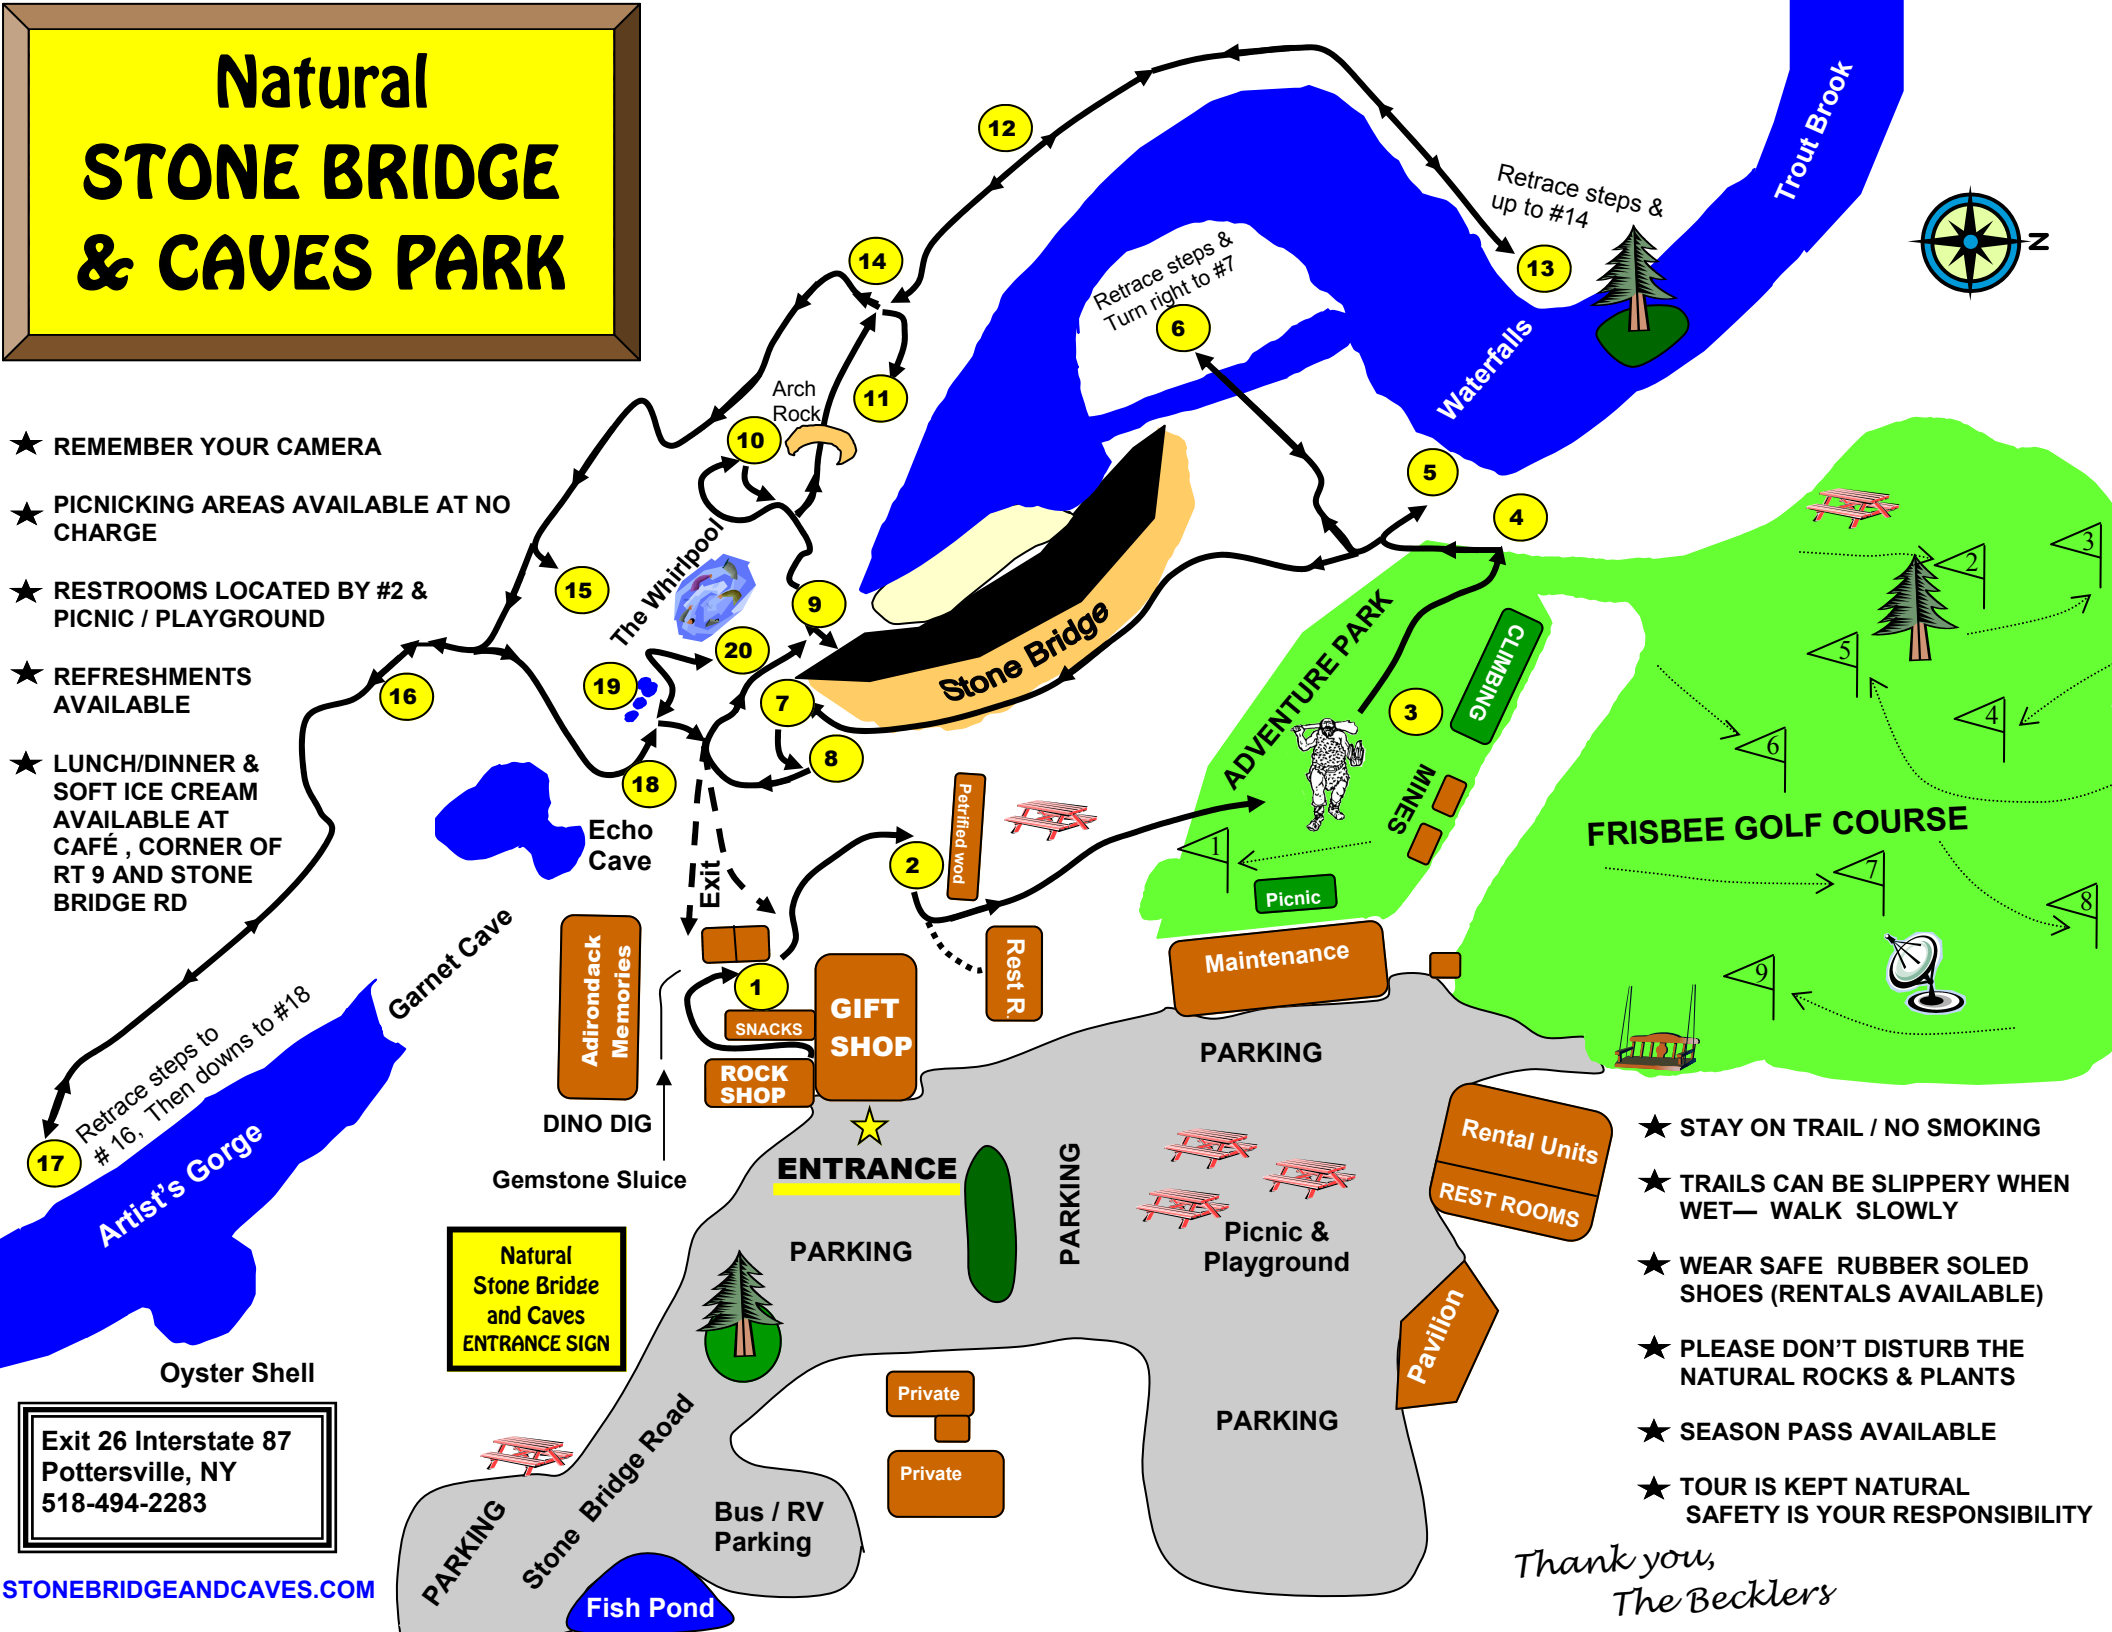 Natural
STONE BRIDGE
& CAVES PARK
REMEMBER YOUR CAMERA
PICNICKING AREAS AVAILABLE AT NO
CHARGE
RESTROOMS LOCATED BY #2 &
PICNIC / PLAYGROUND
REFRESHMENTS
AVAILABLE
LUNCH/DINNER &
SOFT ICE CREAM
AVAILABLE AT
CAFÉ , CORNER OF
RT 9 AND STONE
BRIDGE RD
12
14
11
Arch
Rock
10
15
The Whirlpool
9
20
19
7
8
16
18
Echo
Cave
Exit
Garnet Cave
Retrace steps to
# 16, Then downs to #18
17
Artist's Gorge
Oyster Shell
Retrace steps &
Turn right to #7
6
Retrace steps &
up to #14
13
Trout Brook
N
Waterfalls
5
4
Stone Bridge
ADVENTURE PARK
CLIMBING
3
MINES
1
Picnic
2
Petrified wod
Rest R.
Maintenance
FRISBEE GOLF COURSE
2
3
5
4
6
7
8
9
Adirondack
Memories
1
SNACKS
GIFT
SHOP
ROCK
SHOP
DINO DIG
Gemstone Sluice
ENTRANCE
PARKING
PARKING
PARKING
Picnic &
Playground
Rental Units
REST ROOMS
Pavilion
PARKING
Natural
Stone Bridge
and Caves
ENTRANCE SIGN
Private
Private
Stone Bridge Road
Bus / RV
Parking
PARKING
Fish Pond
Exit 26 Interstate 87
Pottersville, NY
518-494-2283
STONEBRIDGEANDCAVES.COM
STAY ON TRAIL / NO SMOKING
TRAILS CAN BE SLIPPERY WHEN
WET— WALK SLOWLY
WEAR SAFE RUBBER SOLED
SHOES (RENTALS AVAILABLE)
PLEASE DON'T DISTURB THE
NATURAL ROCKS & PLANTS
SEASON PASS AVAILABLE
TOUR IS KEPT NATURAL
SAFETY IS YOUR RESPONSIBILITY
Thank you,
The Becklers